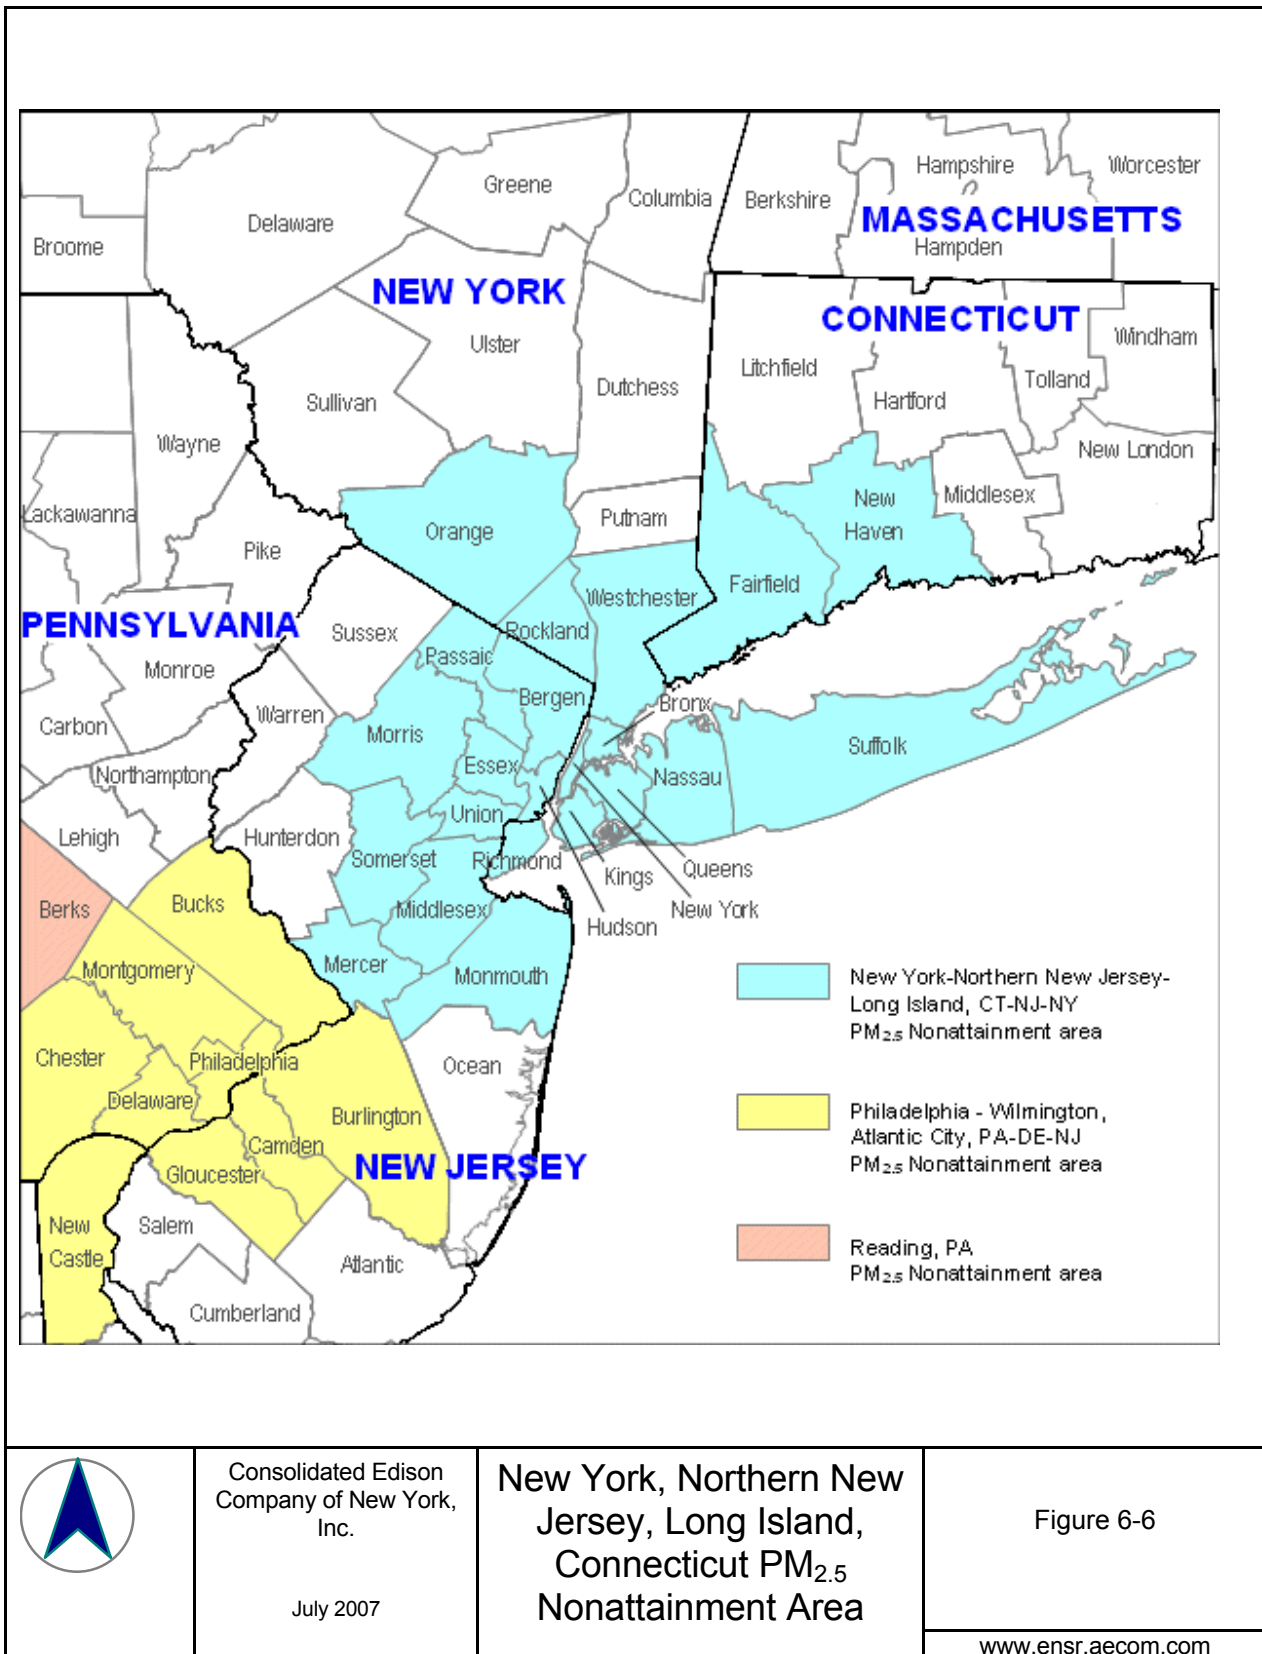 Greene
Columbia
Berkshire
Hampshire
Worcester
Delaware
Broome
MASSACHUSETTS
Hampden
NEW YORK
CONNECTICUT
Windham
Ulster
Litchfield
Tolland
Dutchess
Hartford
Sullivan
Wayne
New London
New
Haven
Middlesex
Lackawanna
Putnam
Orange
Pike
Fairfield
Westchester
PENNSYLVANIA
Sussex
Rockland
Passaic
Monroe
Bergen
Bronx
Warren
Carbon
Morris
Suffolk
Northampton
Essex
Nassau
Union
Lehigh
Hunterdon
Somerset
Richmond
Queens
Kings
Bucks
Berks
Middlesex
New York
Hudson
Mercer
Montgomery
Monmouth
New York-Northern New Jersey-
Long Island, CT-NJ-NY
PM2.5 Nonattainment area
Chester
Philadelphia
Ocean
Delaware
Burlington
Camden
Philadelphia - Wilmington,
Atlantic City, PA-DE-NJ
PM2.5 Nonattainment area
NEW JERSEY
Gloucester
New
Castle
Salem
Atlantic
Reading, PA
PM2.5 Nonattainment area
Cumberland
Consolidated Edison
Company of New York,
Inc.
July 2007
New York, Northern New
Jersey, Long Island,
Connecticut PM2.5
Nonattainment Area
Figure 6-6
www.ensr.aecom.com